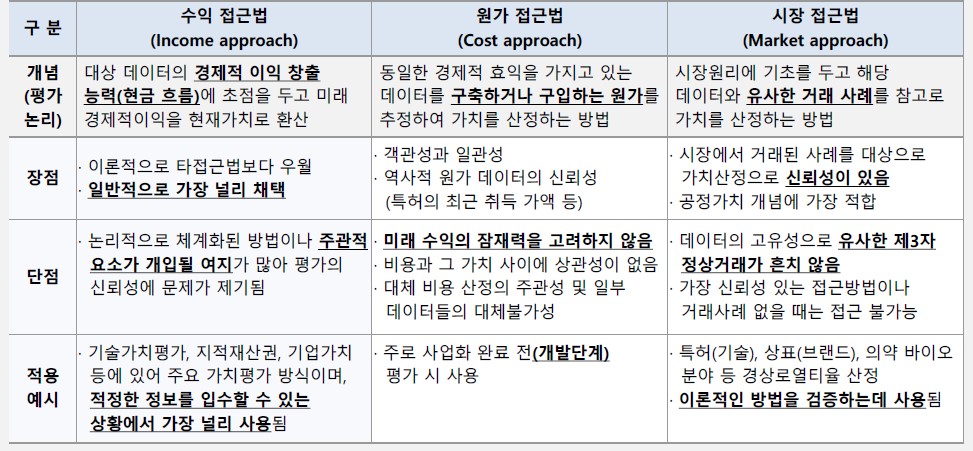 구 분
수익 접근법
(Income approach)
원가 접근법
(Cost approach)
시장 접근법
(Market approach)
개념
(평가
논리)
대상 데이터의 경제적 이익 창출
능력(현금 흐름)에 초점을 두고 미래
경제적이익을 현재가치로 환산
동일한 경제적 효익을 가지고 있는
데이터를 구축하거나 구입하는 원가를
추정하여 가치를 산정하는 방법
시장원리에 기초를 두고 해당
데이터와 유사한 거래 사례를 참고로
가치를 산정하는 방법
장점
· 이론적으로 타접근법보다 우월
· 일반적으로 가장 널리 채택
· 객관성과 일관성
· 역사적 원가 데이터의 신뢰성
(특허의 최근 취득 가액 등)
· 시장에서 거래된 사례를 대상으로
가치산정으로 신뢰성이 있음
· 공정가치 개념에 가장 적합
단점
· 논리적으로 체계화된 방법이나 주관적
요소가 개입될 여지가 많아 평가의
신뢰성에 문제가 제기됨
· 미래 수익의 잠재력을 고려하지 않음
· 비용과 그 가치 사이에 상관성이 없음
· 대체 비용 산정의 주관성 및 일부
데이터들의 대체불가성
· 데이터의 고유성으로 유사한 제3자
정상거래가 흔치 않음
· 가장 신뢰성 있는 접근방법이나
거래사례 없을 때는 접근 불가능
적용
예시
· 기술가치평가, 지적재산권, 기업가치
등에 있어 주요 가치평가 방식이며,
적정한 정보를 입수할 수 있는
상황에서 가장 널리 사용됨
· 주로 사업화 완료 전(개발단계)
평가 시 사용
· 특허(기술), 상표(브랜드), 의약 바이오
분야 등 경상로열티율 산정
· 이론적인 방법을 검증하는데 사용됨